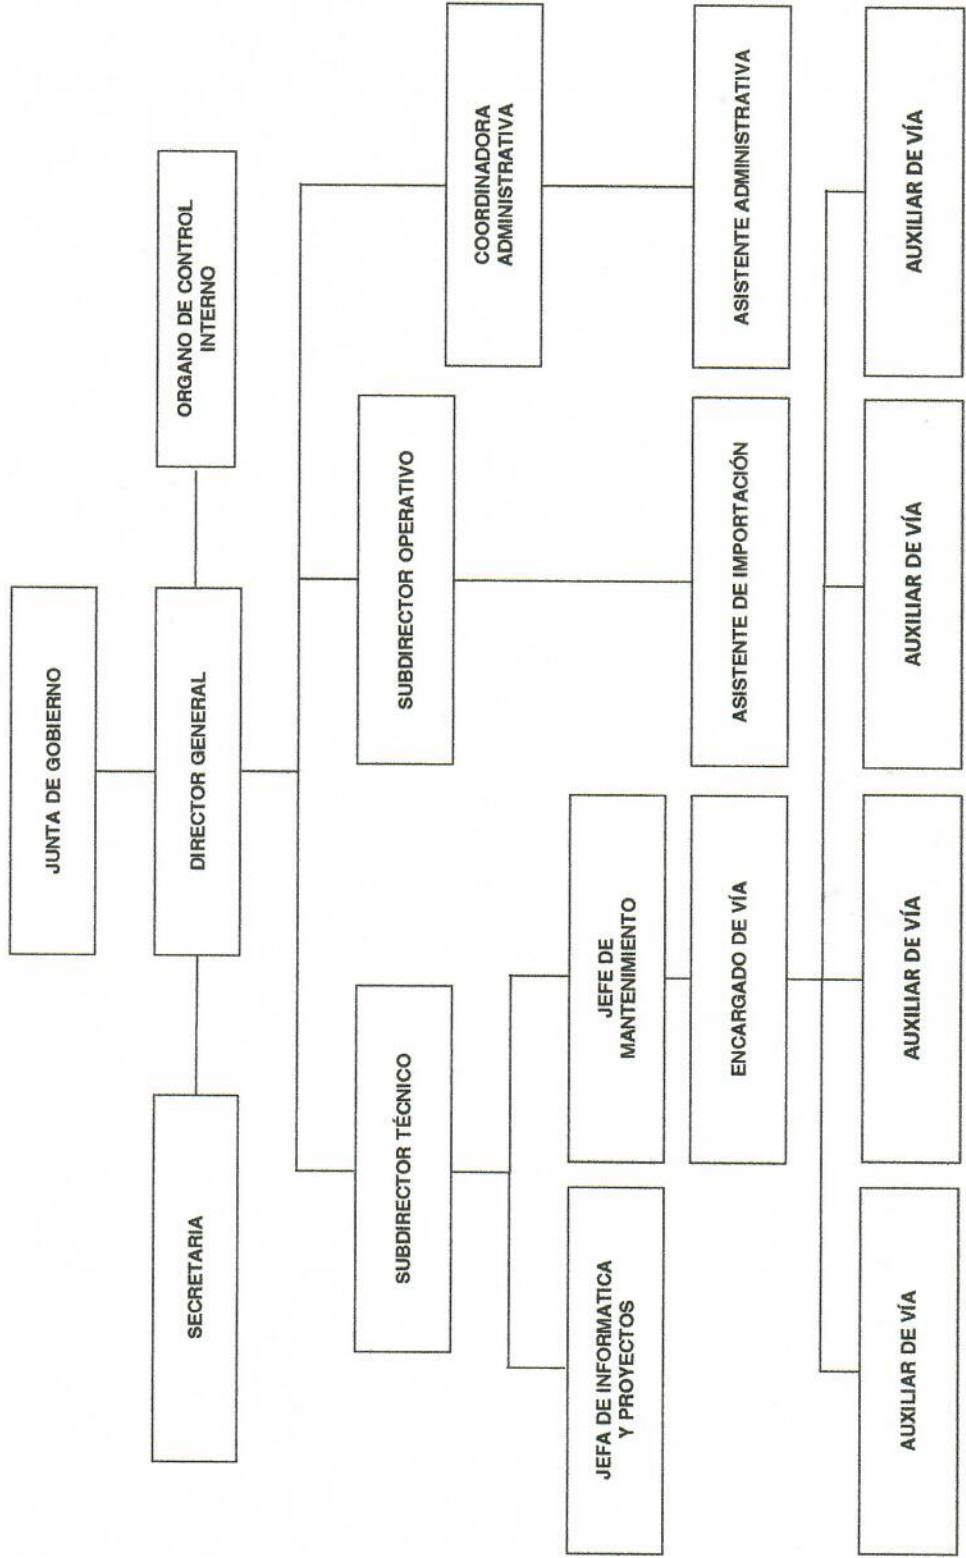 JUNTA DE GOBIERNO
SECRETARIA
DIRECTOR GENERAL
ORGANO DE CONTROL
INTERNO
SUBDIRECTOR TÉCNICO
SUBDIRECTOR OPERATIVO
COORDINADORA
ADMINISTRATIVA
JEFA DE INFORMATICA
Y PROYECTOS
JEFE DE
MANTENIMIENTO
ENCARGADO DE VÍA
ASISTENTE DE IMPORTACIÓN
ASISTENTE ADMINISTRATIVA
AUXILIAR DE VÍA
AUXILIAR DE VÍA
AUXILIAR DE VÍA
AUXILIAR DE VÍA